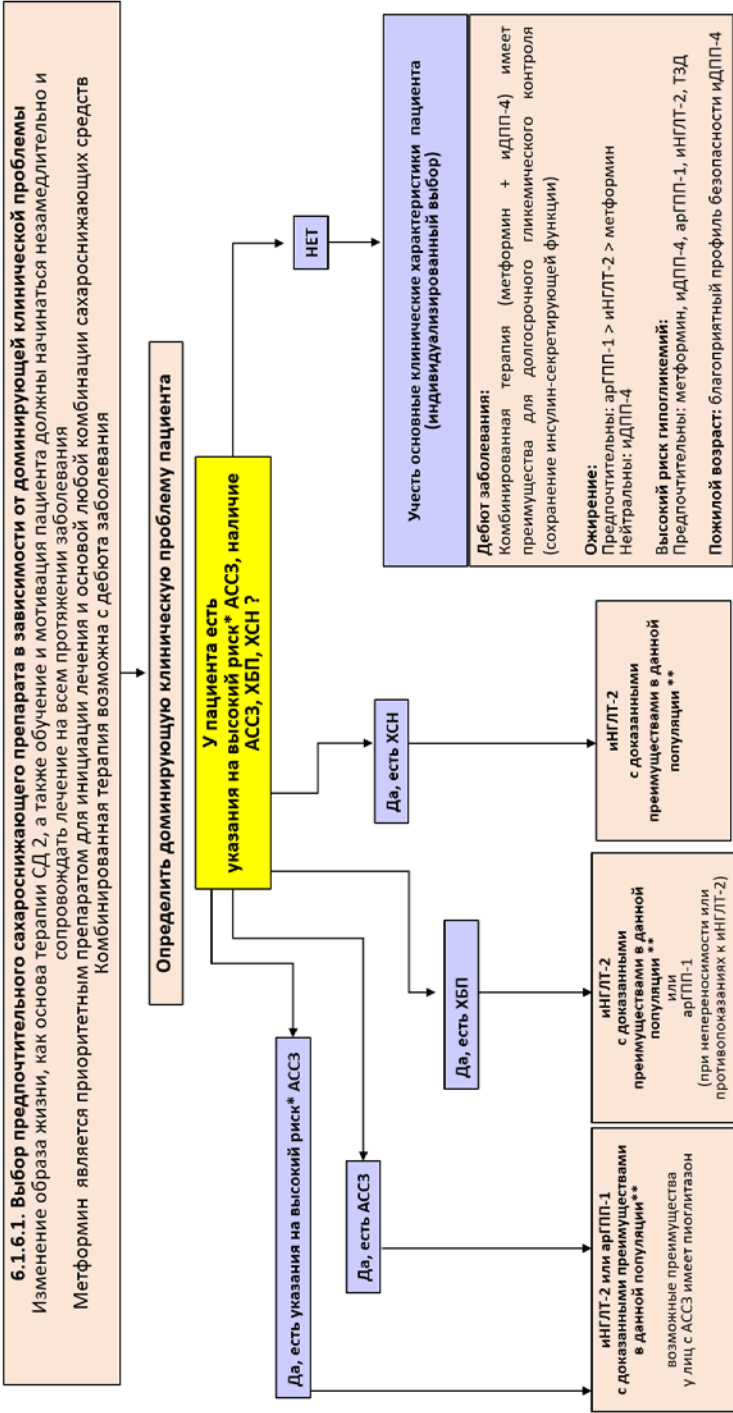 6.1.6.1. Выбор предпочтительного сахароснижающего препарата в зависимости от доминирующей клинической проблемы
Изменение образа жизни, как основа терапии СД 2, а также обучение и мотивация пациента должны начинаться незамедлительно и
сопровождать лечение на всем протяжении заболевания
Метформин является приоритетным препаратом для инициации лечения и основой любой комбинации сахароснижающих средств
Комбинированная терапия возможна с дебюта заболевания
Определить доминирующую клиническую проблему пациента
У пациента есть
указания на высокий риск* АССЗ, наличие
АССЗ, ХБП, ХСН ?
Да, есть указания на высокий риск* АССЗ
Да, есть АССЗ
Да, есть ХБП
Да, есть ХСН
НЕТ
иНГЛТ-2 или арГПП-1
с доказанными преимуществами
в данной популяции**
возможные преимущества
у лиц с АССЗ имеет пиоглитазон
иНГЛТ-2
с доказанными
преимуществами в данной
популяции **
или
арГПП-1
(при непереносимости или
противопоказаниях к иНГЛТ-2)
иНГЛТ-2
с доказанными
преимуществами в данной
популяции **
Учесть основные клинические характеристики пациента
(индивидуализированный выбор)
Дебют заболевания:
Комбинированная терапия (метформин + иДПП-4) имеет
преимущества для долгосрочного гликемического контроля
(сохранение инсулин-секретирующей функции)
Ожирение:
Предпочтительны: арГПП-1 > иНГЛТ-2 > метформин
Нейтральны: иДПП-4
Высокий риск гипогликемий:
Предпочтительны: метформин, иДПП-4, арГПП-1, иНГЛТ-2, ТЗД
Пожилой возраст: благоприятный профиль безопасности иДПП-4